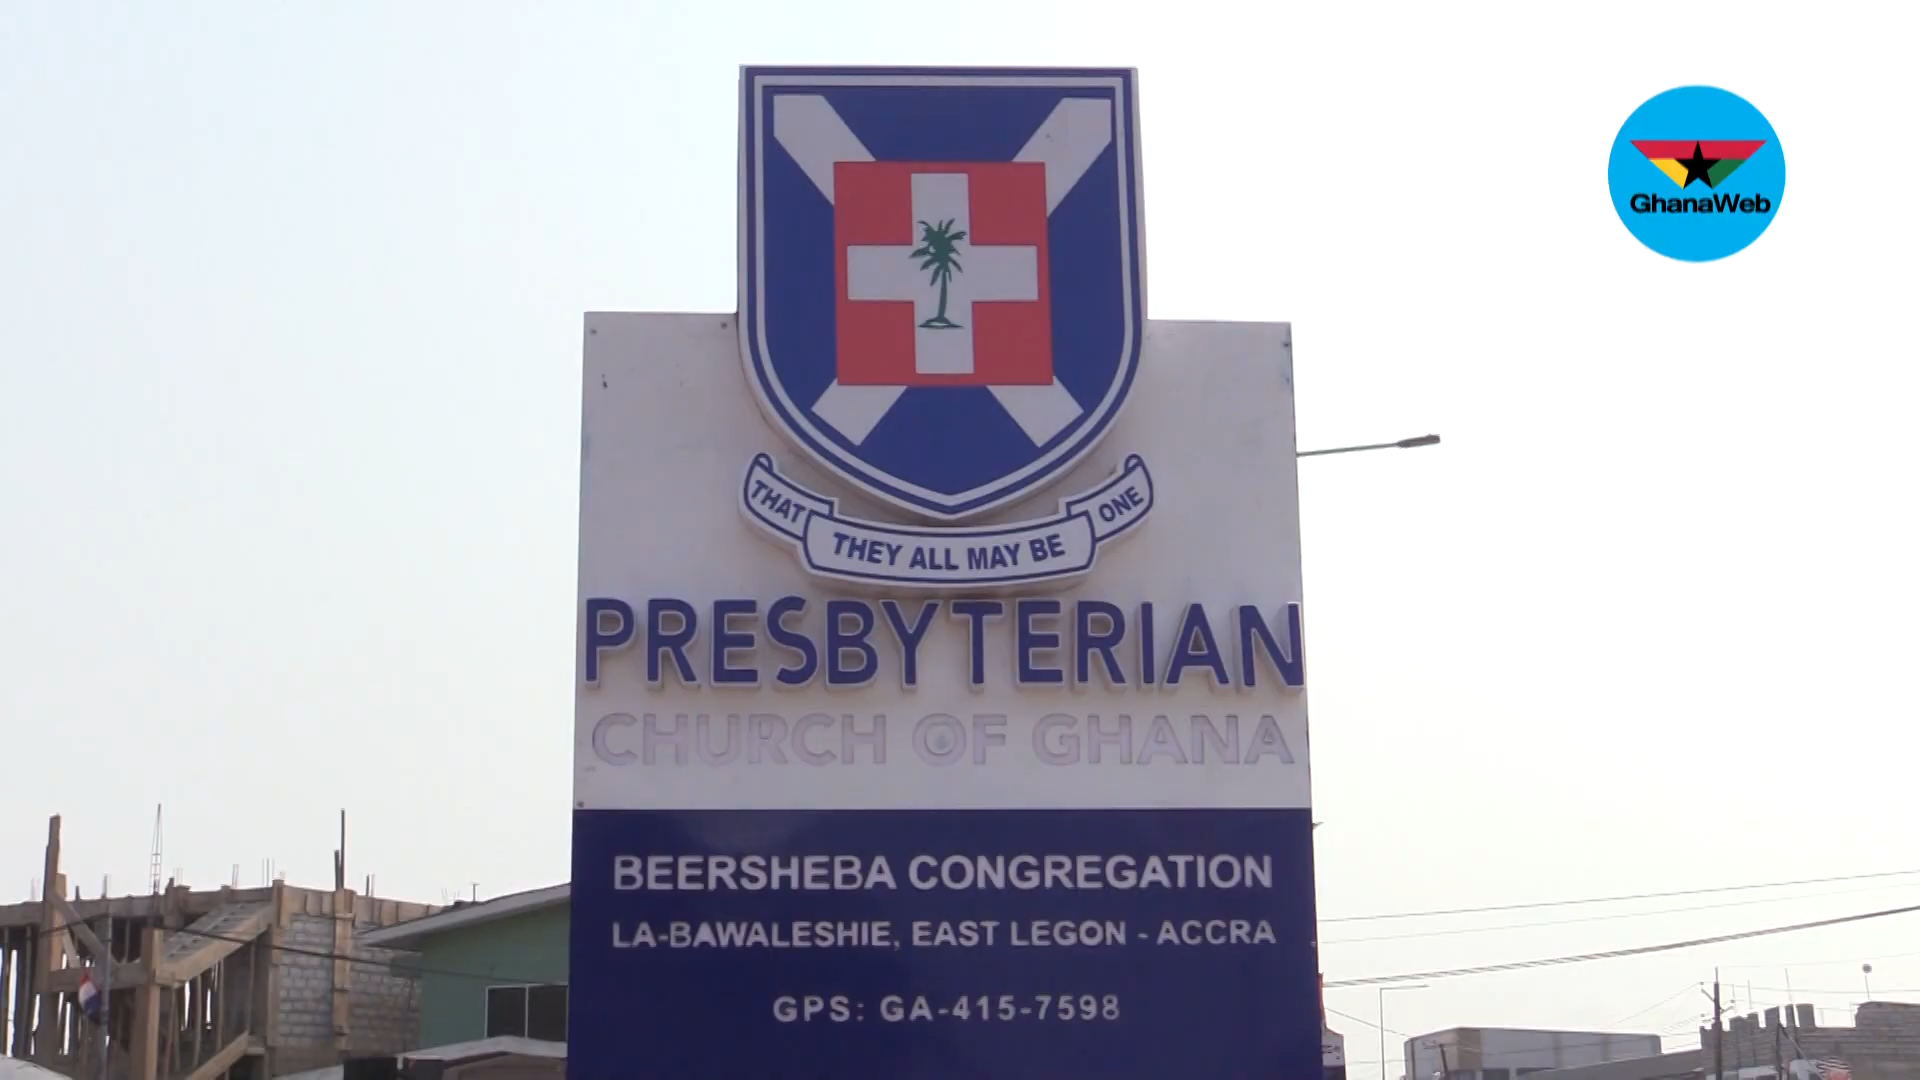 GhanaWeb
THAT THEY ALL MAY BE ONE
PRESBYTERIAN
CHURCH OF GHANA
BEERSHEBA CONGREGATION
LA-BAWALESHIE, EAST LEGON - ACCRA
GPS: GA-415-7598